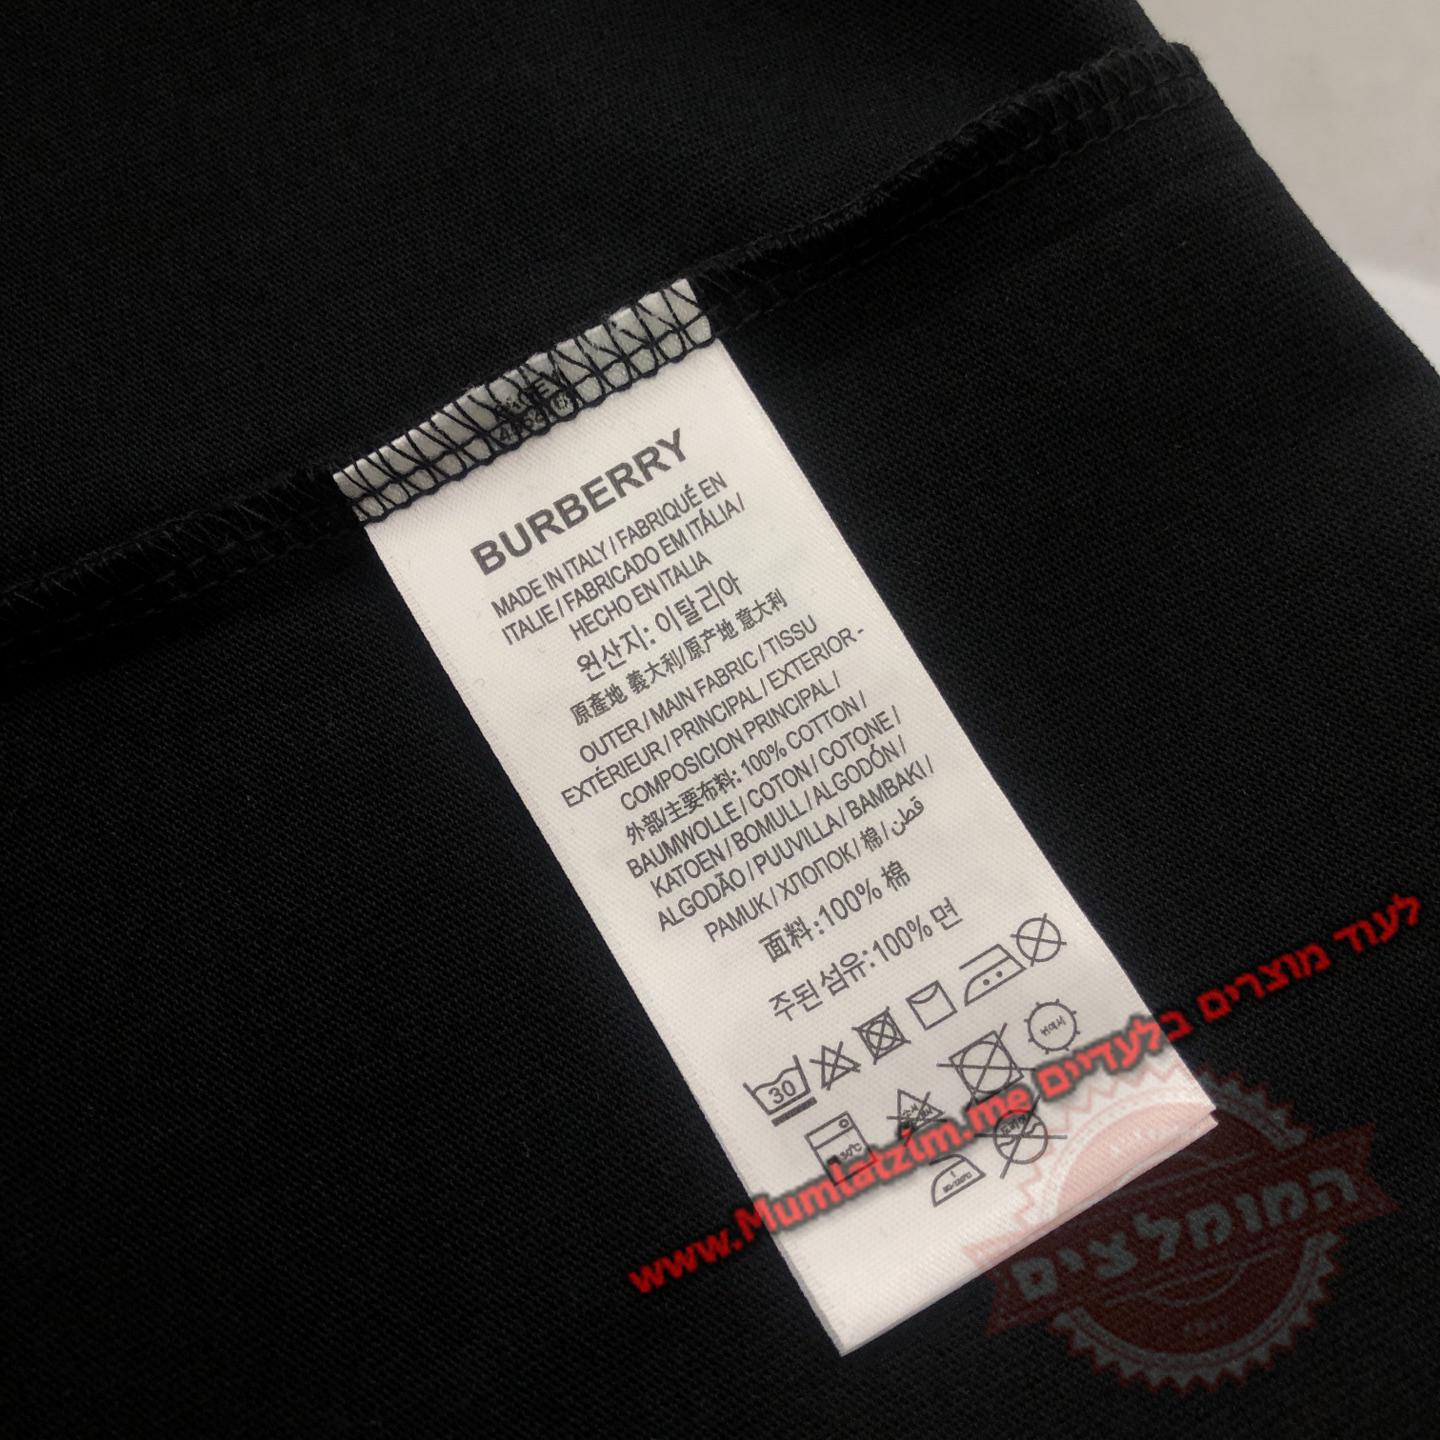 BURBERRY
MADE IN ITALY / FABRIQUÉ EN
ITALIE / FABRICADO EM ITÁLIA /
HECHO EN ITALIA
원산지: 이탈리아
原產地 義大利/原产地 意大利
OUTER / MAIN FABRIC / TISSU
EXTÉRIEUR / PRINCIPAL / EXTERIOR -
COMPOSICION PRINCIPAL /
外部/主要布料: 100% COTTON /
BAUMWOLLE / COTON / COTONE /
KATOEN / BOMULL / ALGODÓN /
ALGODÃO / PUUVILLA / BAMBAKI /
PAMUK / ХЛОПОК / 棉 / قطن
面料:100% 棉
주된 섬유:100% 면
30
לעוד מוצרים בלעדיים www.Mumlatzim.me
המומלצים